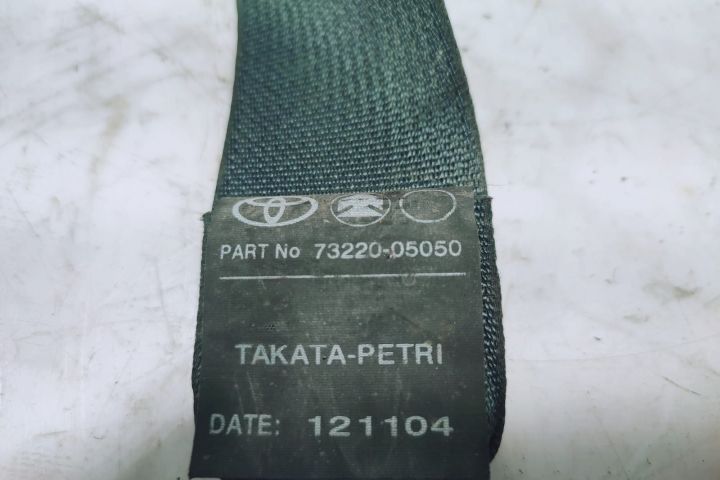 PART No 73220-05050
TAKATA-PETRI
DATE: 121104